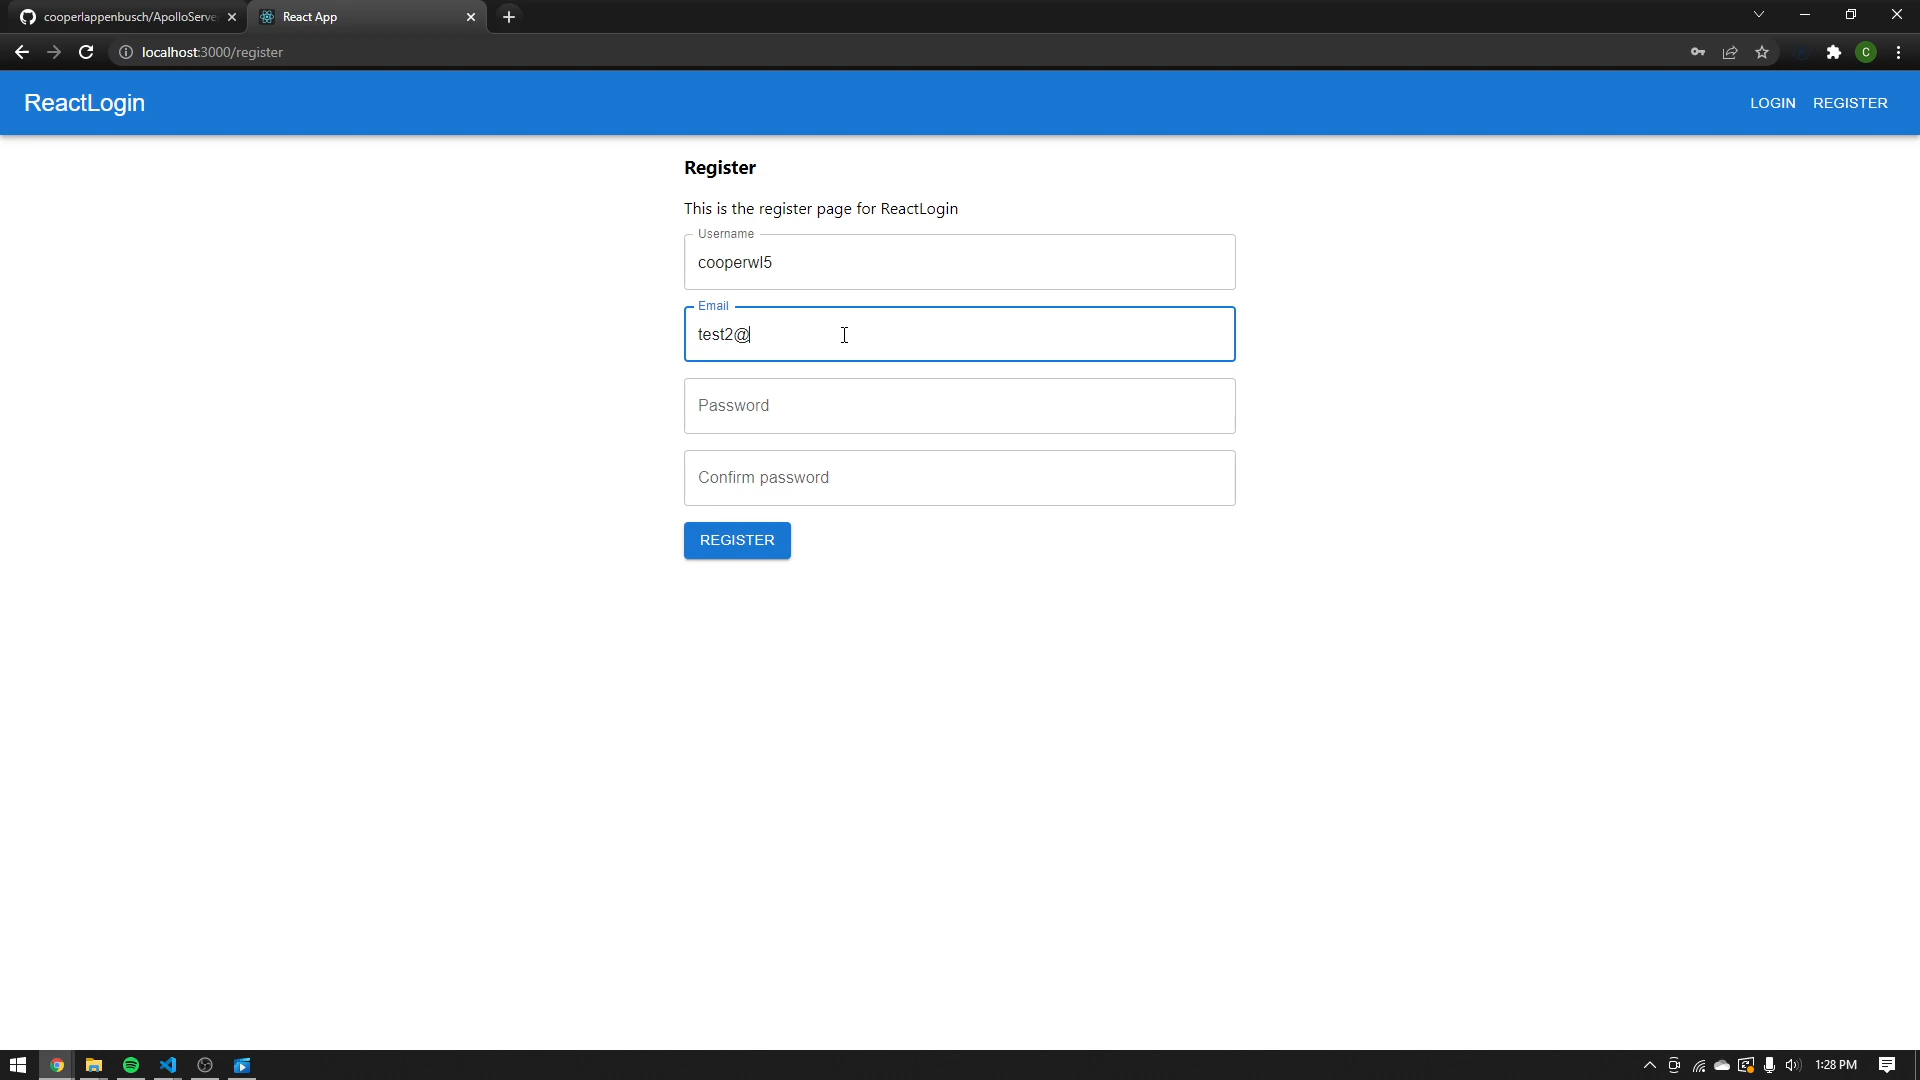 cooperlappenbusch/ApolloServe
React App
localhost:3000/register
C
ReactLogin
LOGIN
REGISTER
Register
This is the register page for ReactLogin
Username
cooperwl5
Email
test2@
Password
Confirm password
REGISTER
1:28 PM